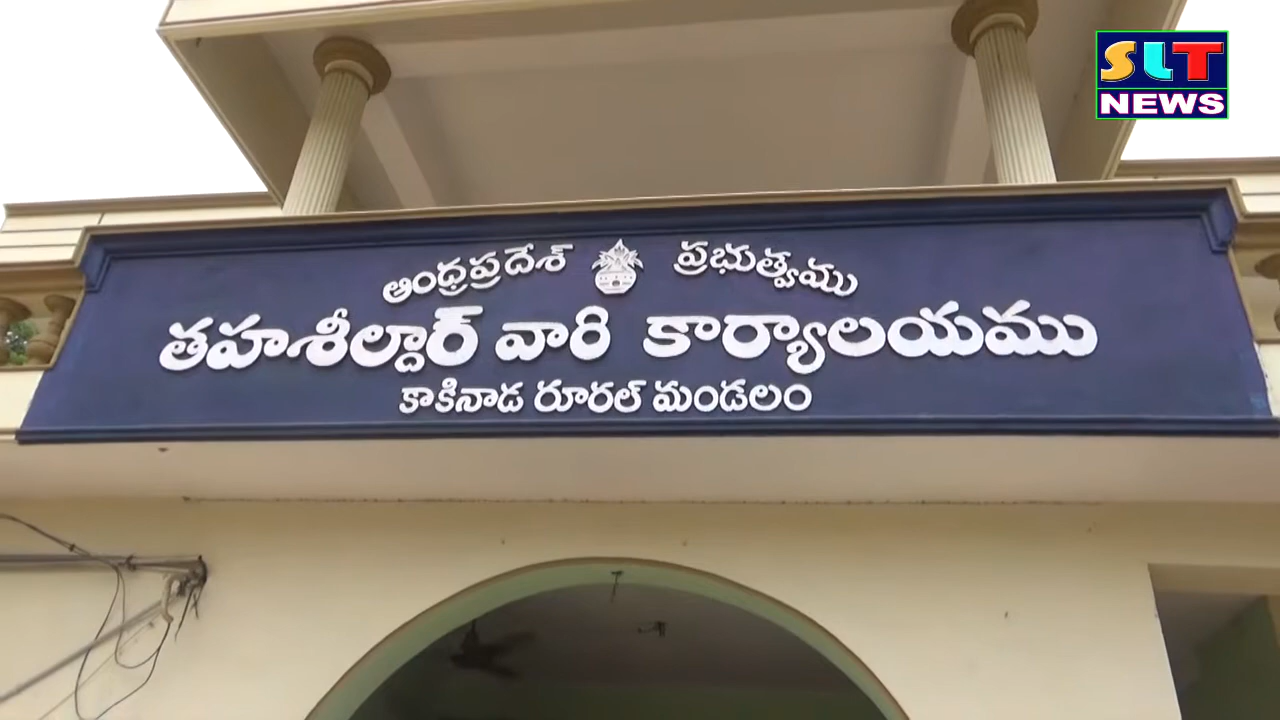 SLT
NEWS
ఆంధ్రప్రదేశ్ ప్రభుత్వము
తహశీల్దార్ వారి కార్యాలయము
కాకినాడ రూరల్ మండలం